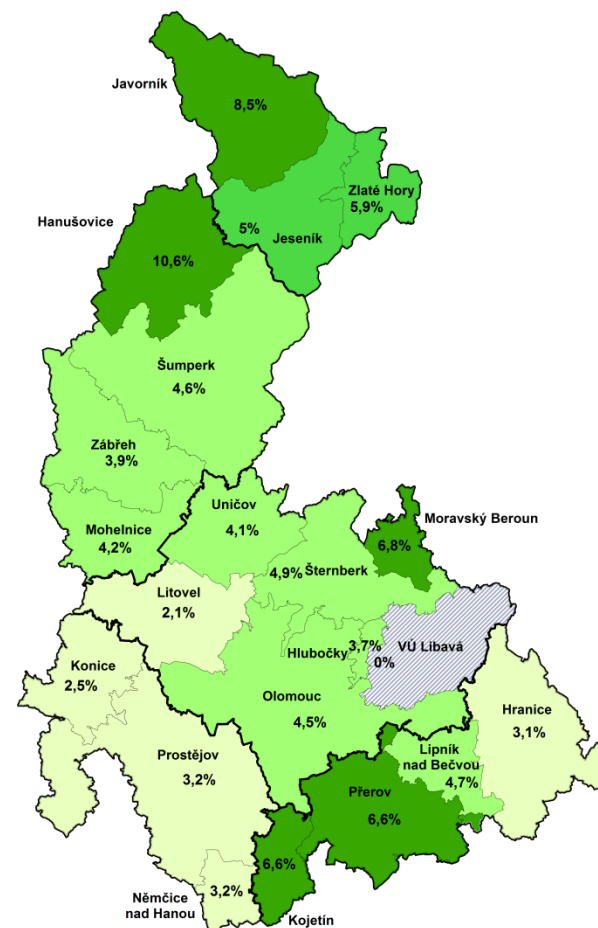 Javorník
8,5%
Zlaté Hory
5,9%
Hanušovice
5%
Jeseník
10,6%
Šumperk
4,6%
Zábřeh
3,9%
Uničov
4,1%
Mohelnice
4,2%
Moravský Beroun
6,8%
4,9%
Šternberk
Litovel
2,1%
Hlubočky
3,7%
0%
VÚ Libavá
Konice
2,5%
Olomouc
4,5%
Hranice
3,1%
Prostějov
3,2%
Lipník
nad Bečvou
4,7%
Přerov
6,6%
6,6%
3,2%
Němčice
nad Hanou
Kojetín